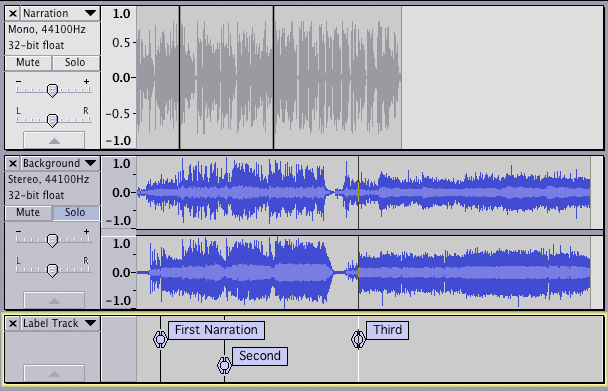 Narration
Mono, 44100Hz
32-bit float
Mute Solo
- +
L R
1.0
0.5-
0.0-
-0.5-
-1.0
Background
Stereo, 44100Hz
32-bit float
Mute Solo
- +
L R
1.0
0.0-
-1.0
1.0
0.0-
-1.0
Label Track
First Narration
Second
Third